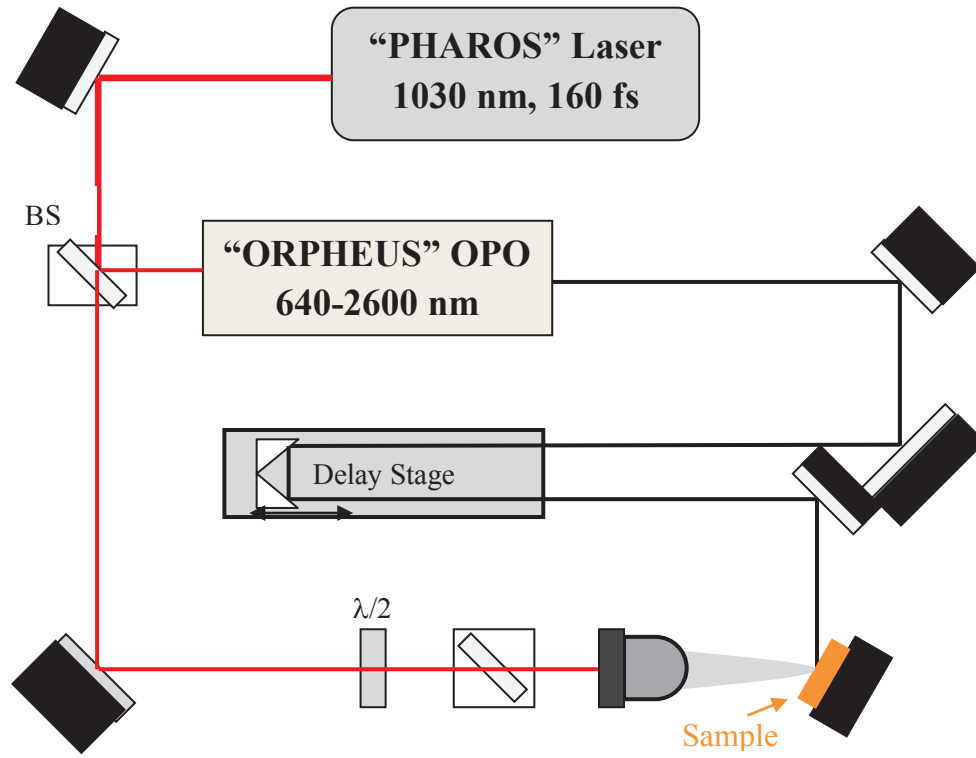 “PHAROS” Laser
1030 nm, 160 fs
BS
“ORPHEUS” OPO
640-2600 nm
Delay Stage
λ/2
Sample